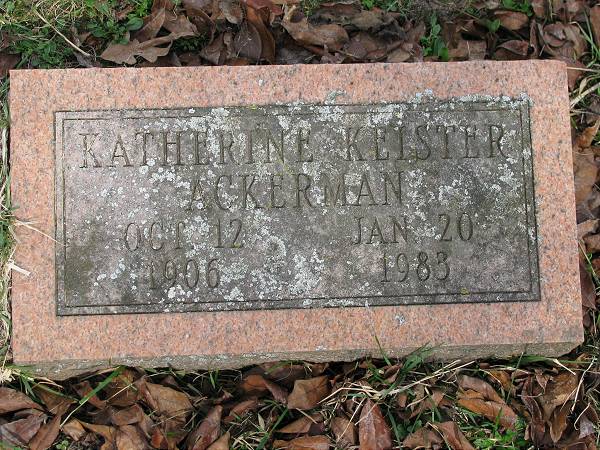 KATHERINE KEISTER
ACKERMAN
OCT 12 JAN 20
1906 1983